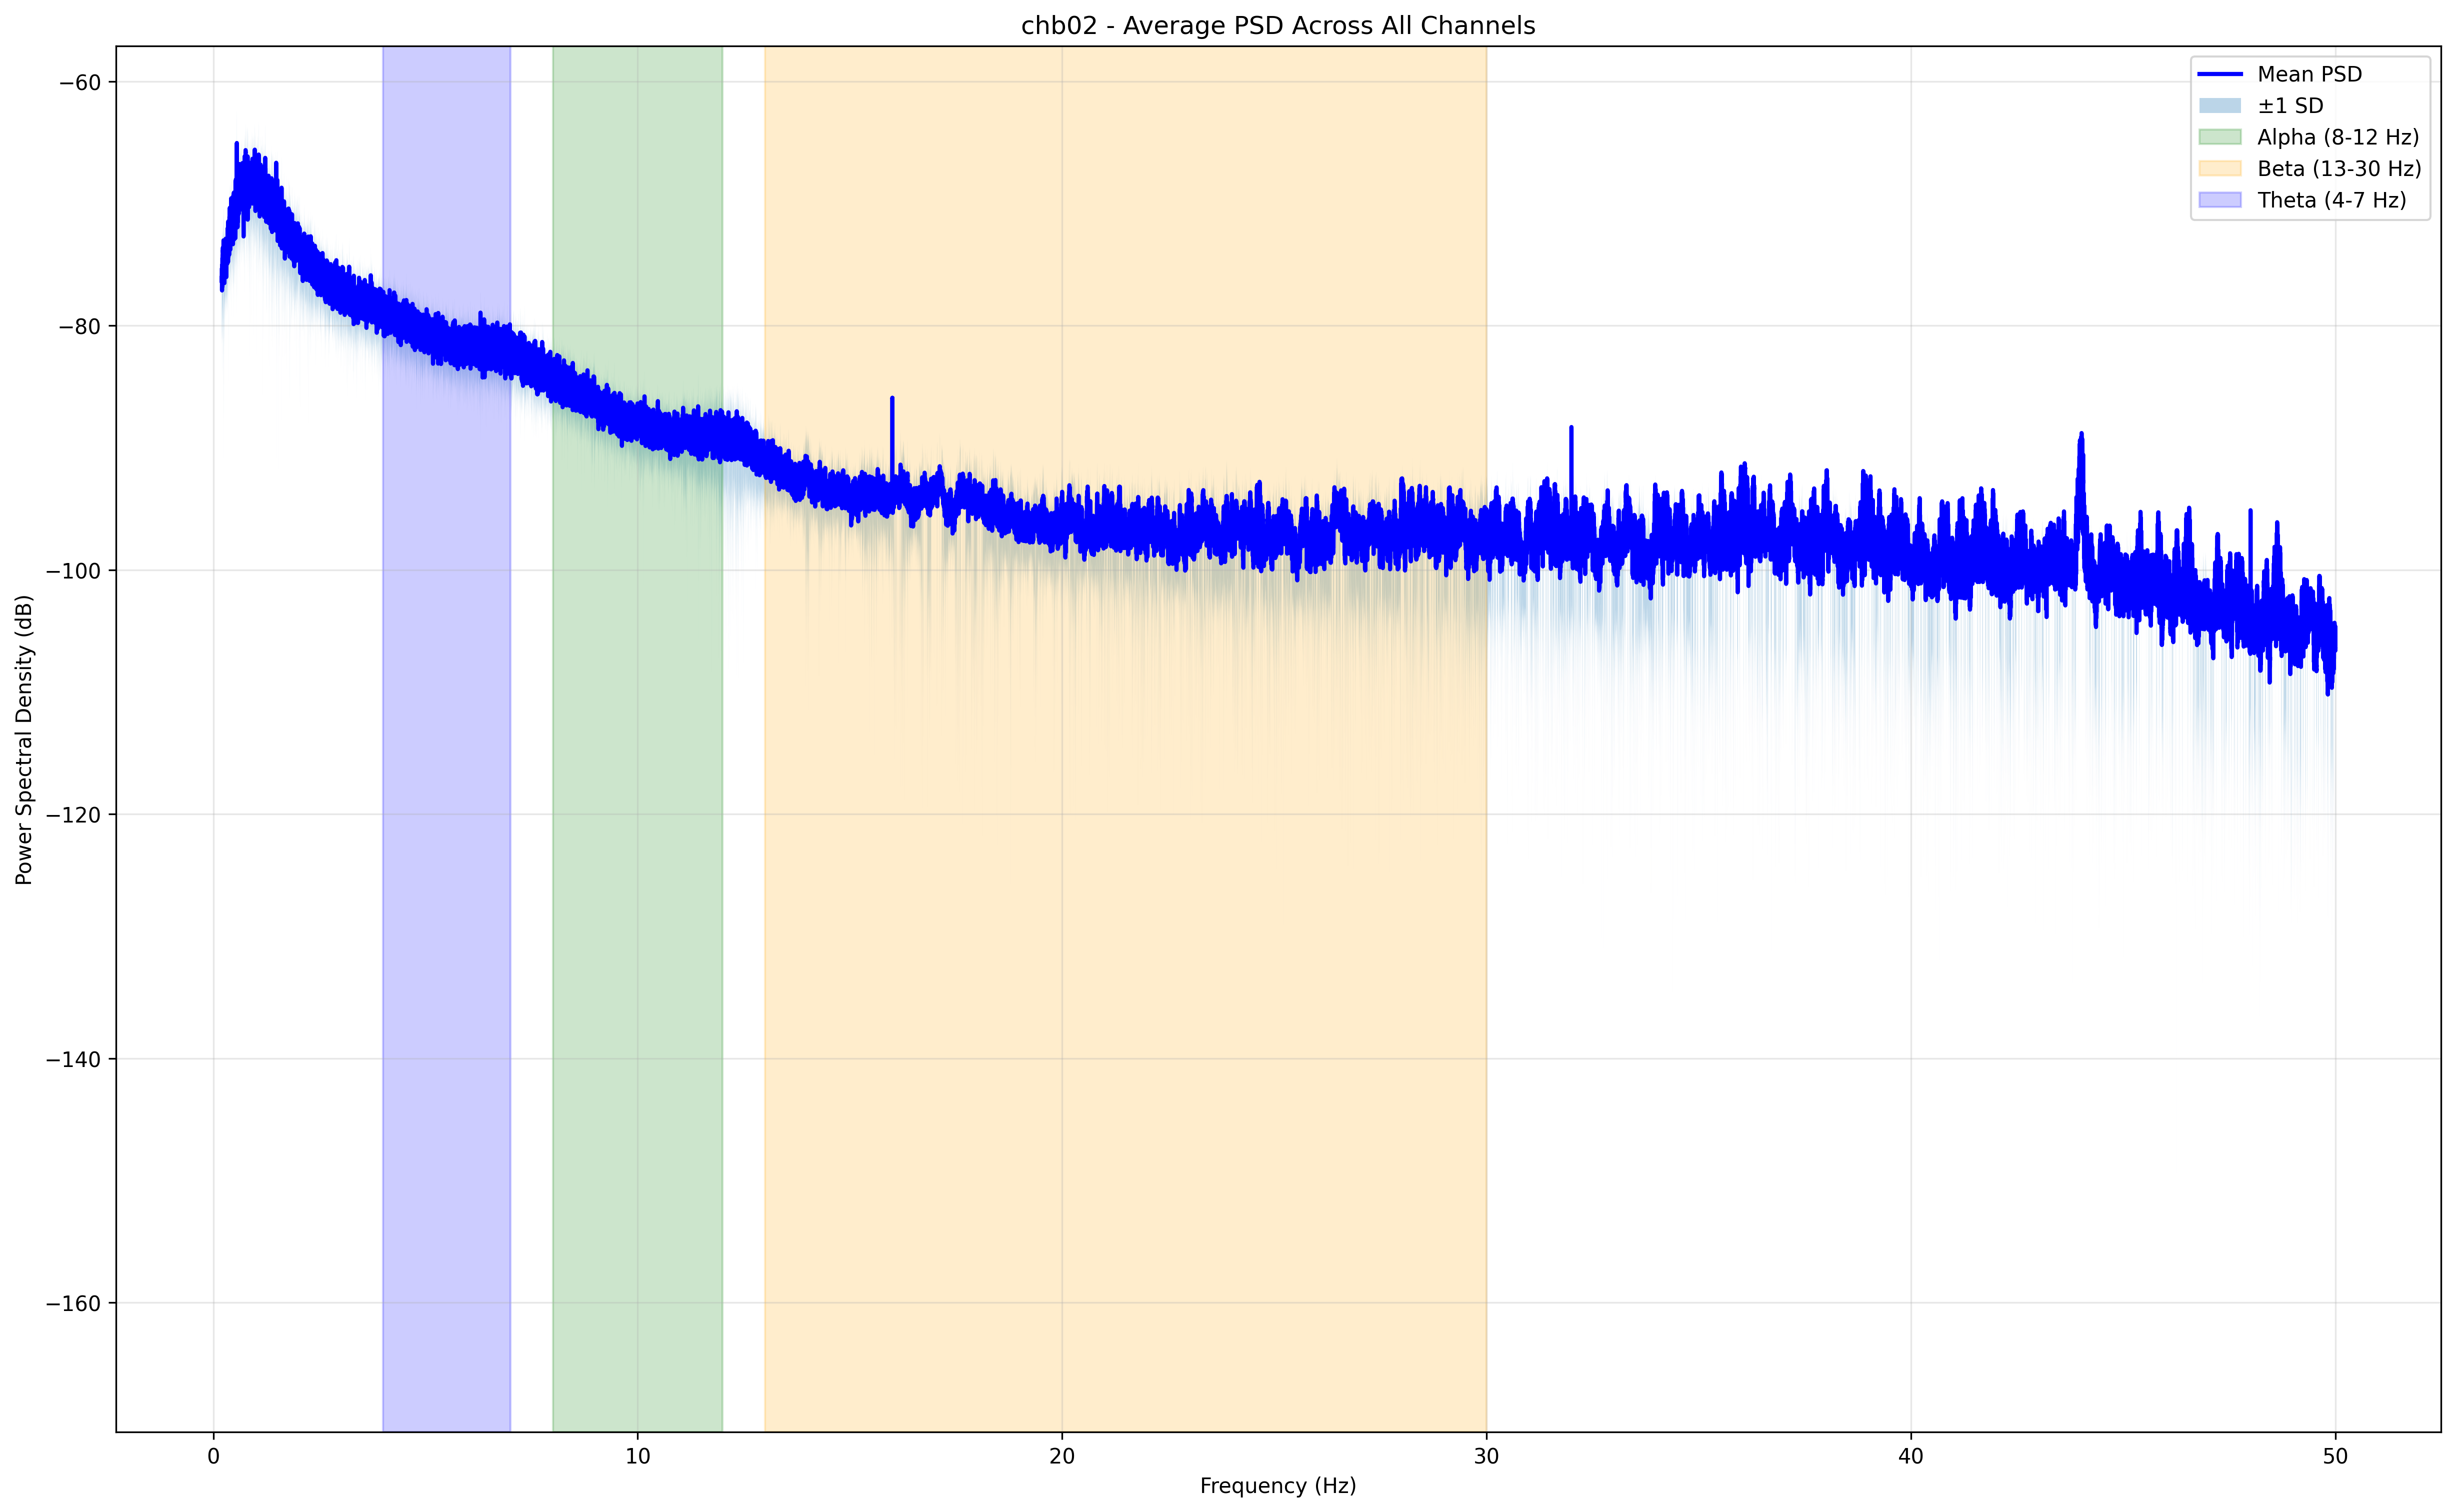 chb02 - Average PSD Across All Channels
Mean PSD
±1 SD
Alpha (8-12 Hz)
Beta (13-30 Hz)
Theta (4-7 Hz)
Power Spectral Density (dB)
−60
−80
−100
−120
−140
−160
0 10 20 30 40 50
Frequency (Hz)